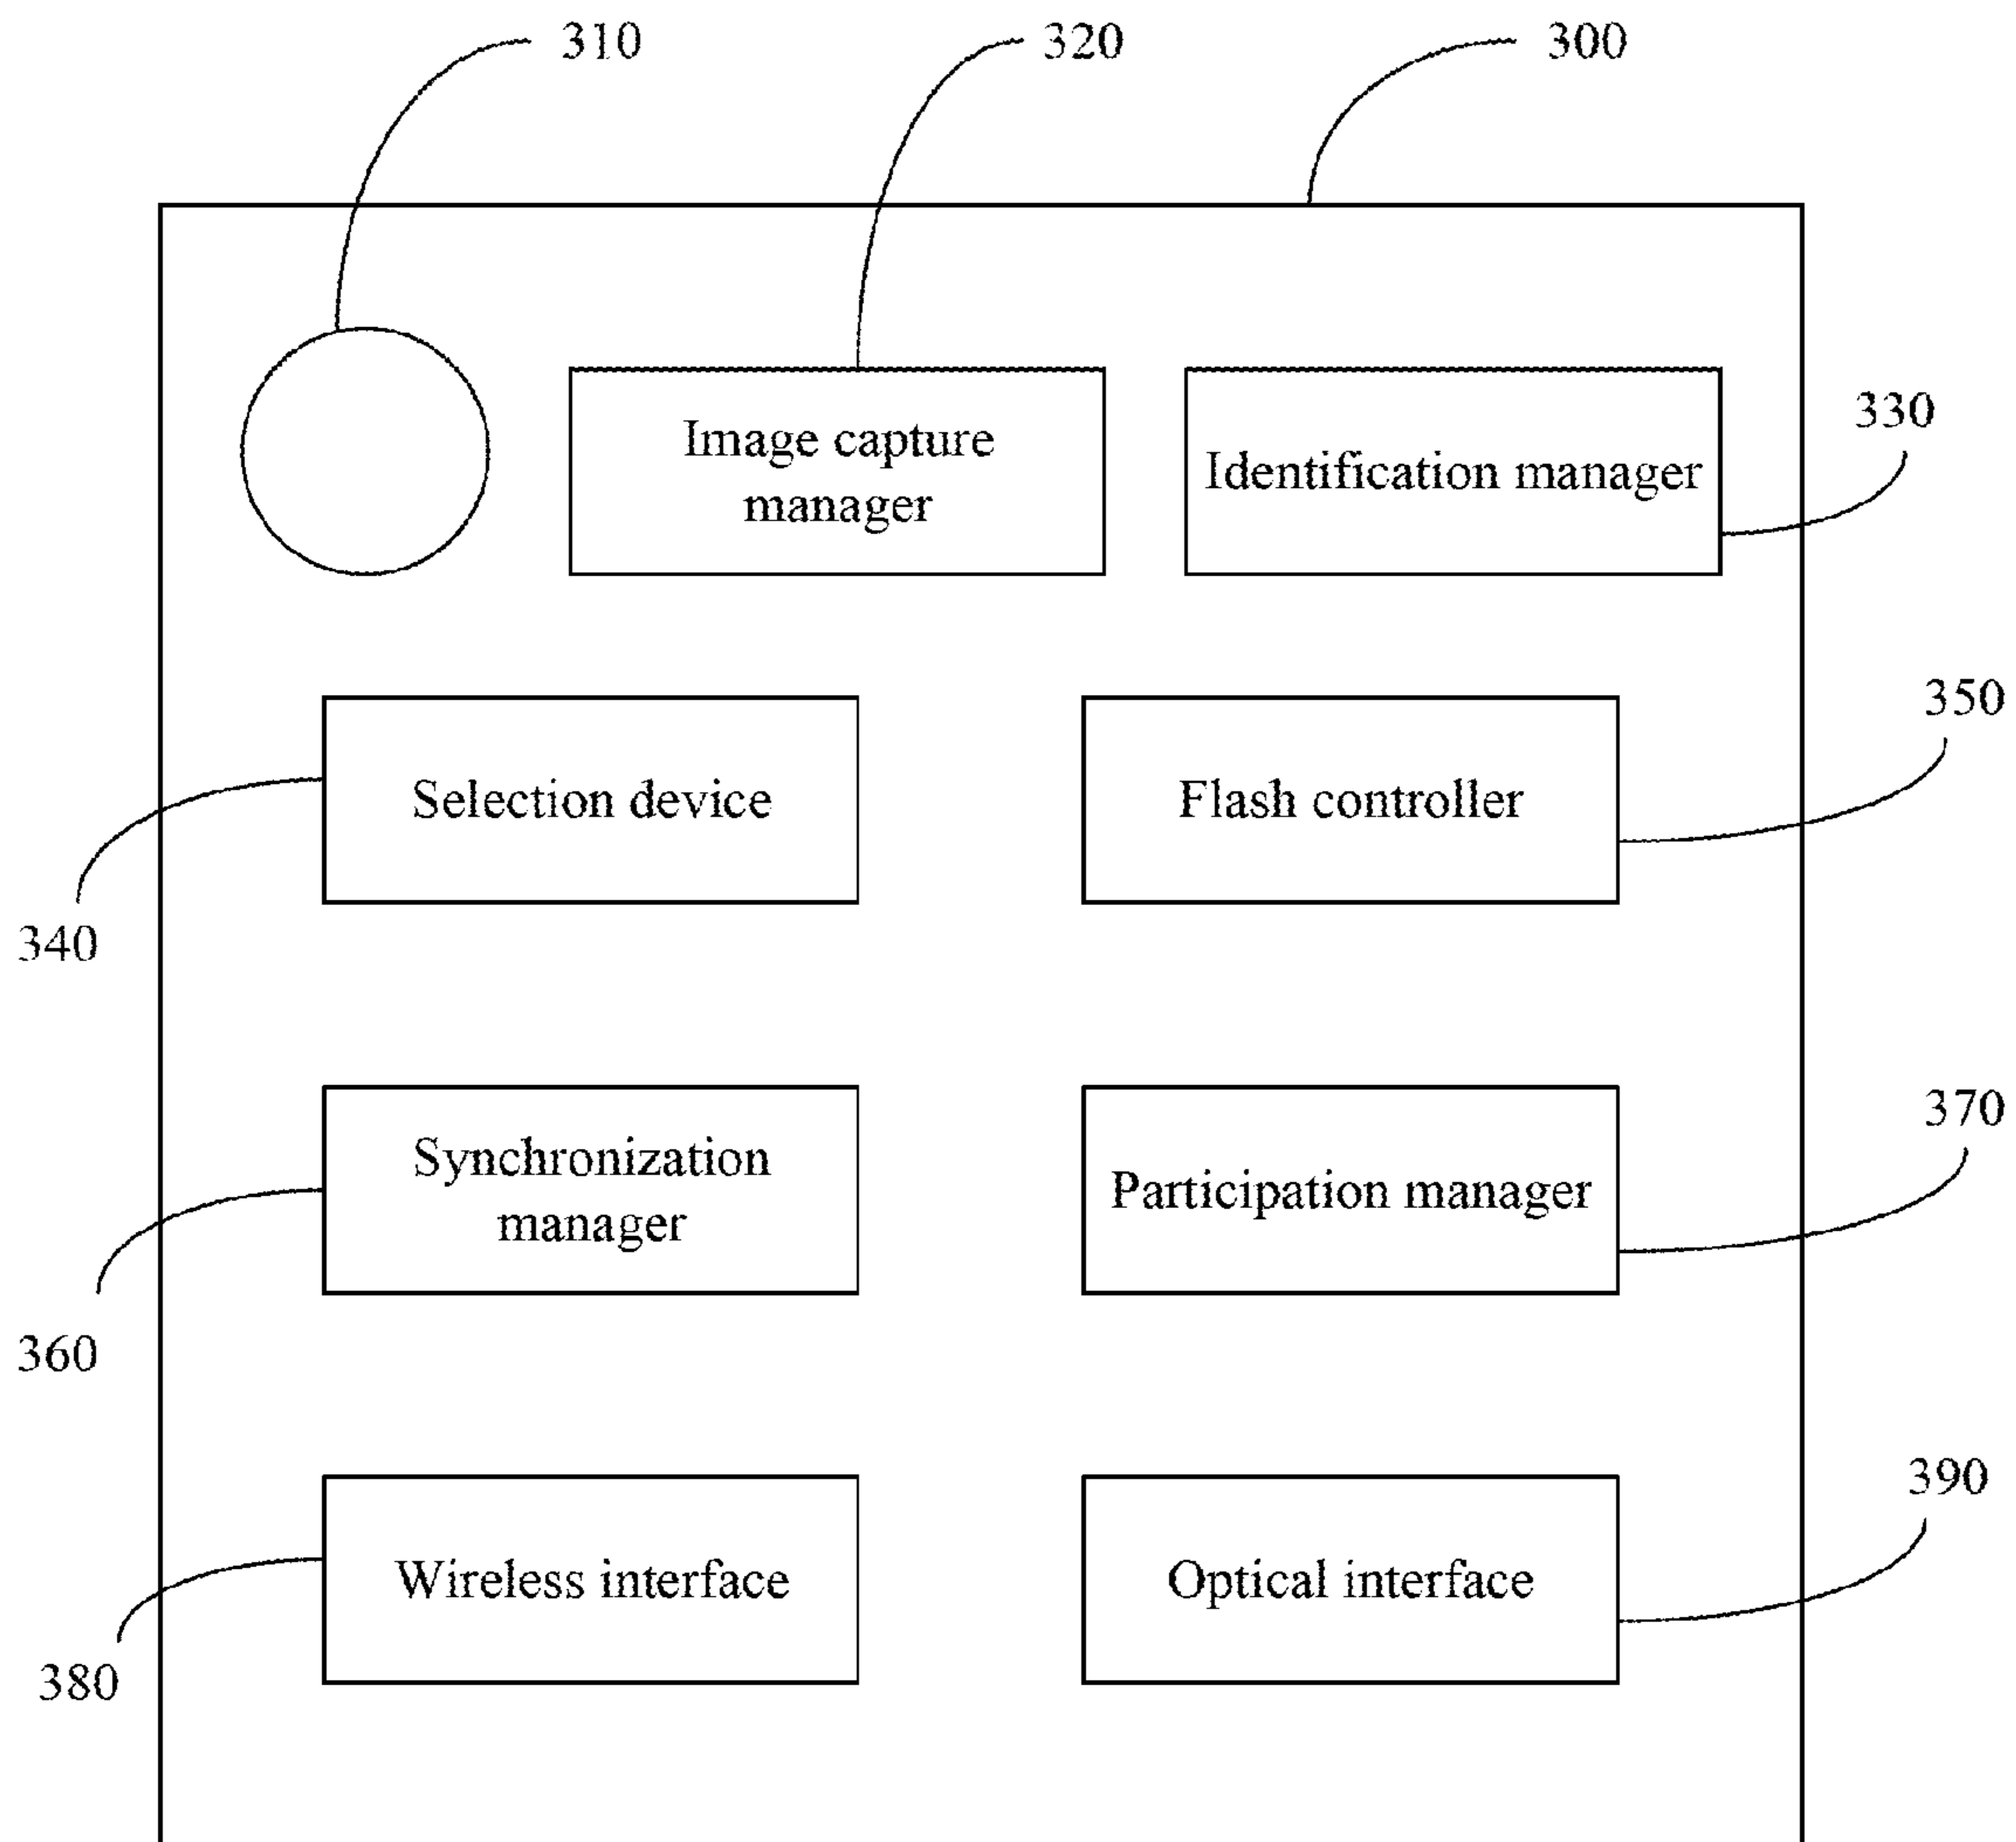 310
320
300
Image capture
manager
Identification manager
330
Selection device
Flash controller
350
340
Synchronization
manager
Participation manager
370
360
Wireless interface
Optical interface
390
380